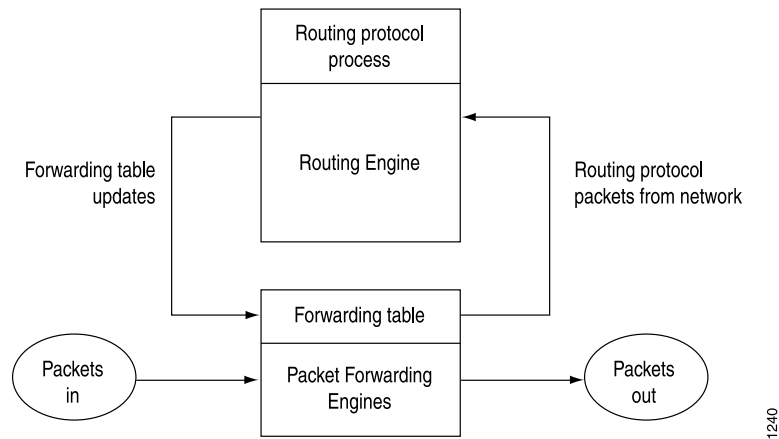 Routing protocol
process
Routing Engine
Forwarding table
updates
Routing protocol
packets from network
Forwarding table
Packets
in
Packet Forwarding
Engines
Packets
out
1240